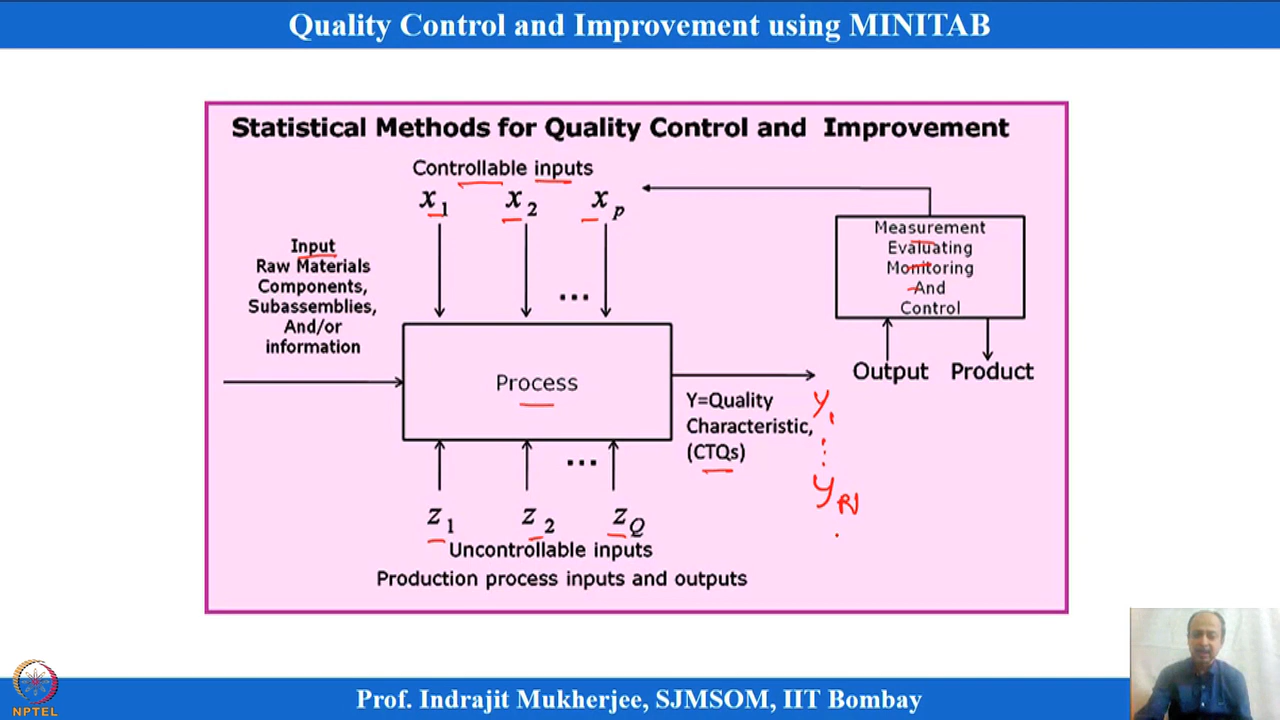 Quality Control and Improvement using MINITAB
Statistical Methods for Quality Control and Improvement
Controllable inputs
x1 x2 xp
Input
Raw Materials
Components,
Subassemblies,
And/or
information
...
Process
Measurement
Evaluating
Monitoring
And
Control
Output Product
Y=Quality
Characteristic,
(CTQs)
y1
⋮
...
z1 z2 zQ
Uncontrollable inputs
Production process inputs and outputs
NPTEL
Prof. Indrajit Mukherjee, SJMSOM, IIT Bombay